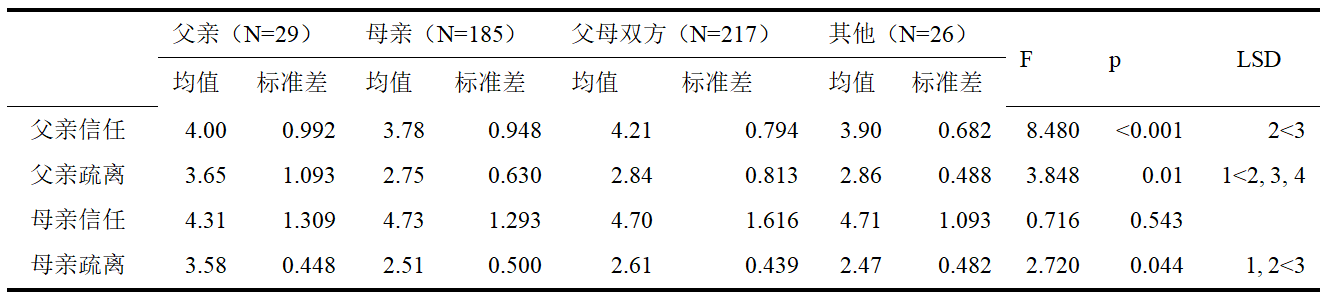 父亲（N=29） 母亲（N=185） 父母双方（N=217） 其他（N=26） F p LSD
均值 标准差 均值 标准差 均值 标准差 均值 标准差
父亲信任 4.00 0.992 3.78 0.948 4.21 0.794 3.90 0.682 8.480 <0.001 2<3
父亲疏离 3.65 1.093 2.75 0.630 2.84 0.813 2.86 0.488 3.848 0.01 1<2, 3, 4
母亲信任 4.31 1.309 4.73 1.293 4.70 1.616 4.71 1.093 0.716 0.543
母亲疏离 3.58 0.448 2.51 0.500 2.61 0.439 2.47 0.482 2.720 0.044 1, 2<3